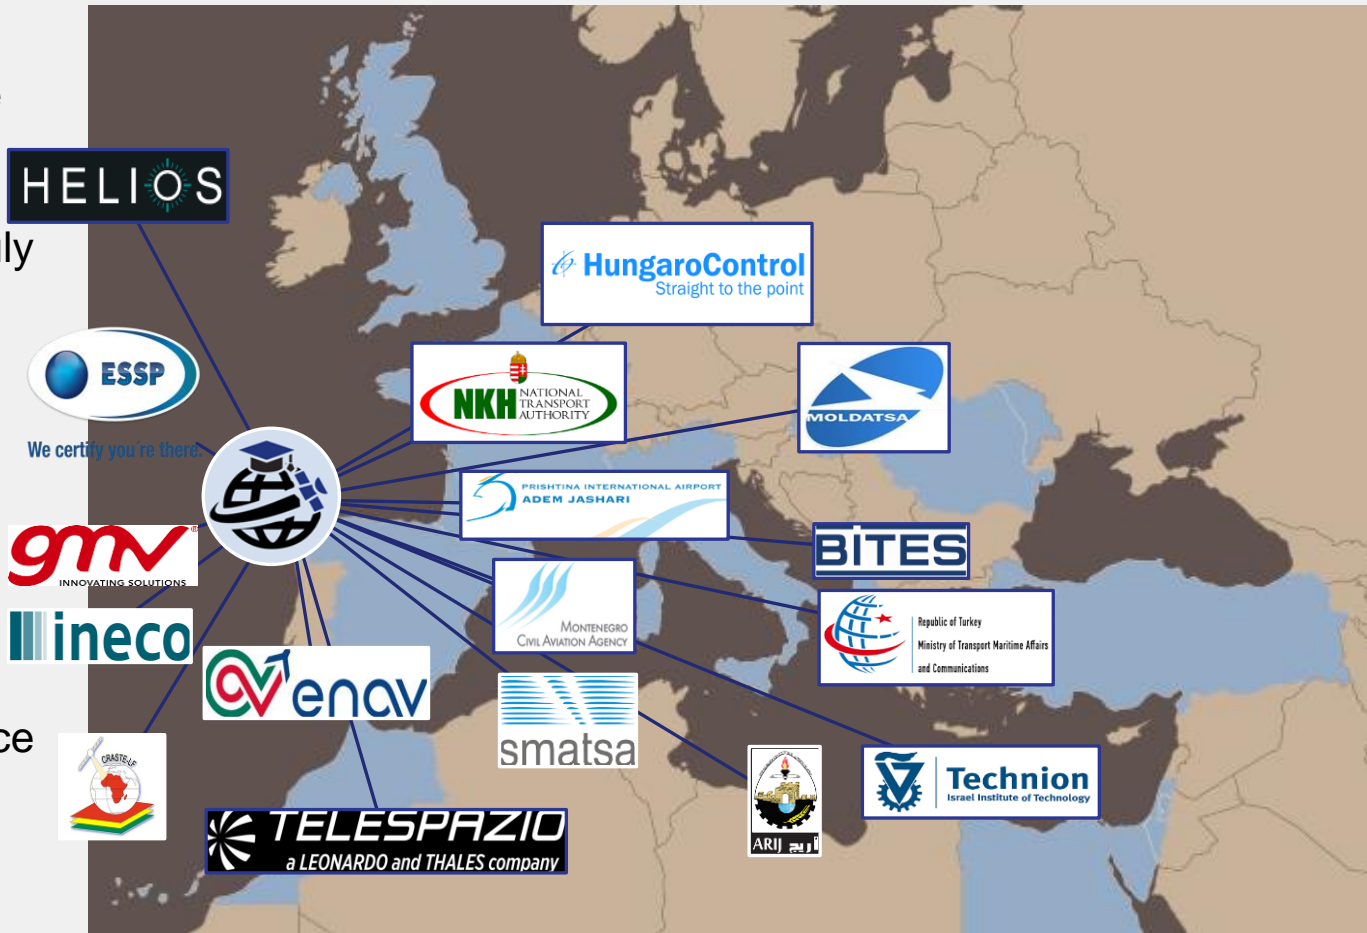 HELIOS
HungaroControl
Straight to the point
ESSP
We certify you're there.
NKH NATIONAL
TRANSPORT
AUTHORITY
MOLDATSA
PRISHTINA INTERNATIONAL AIRPORT
ADEM JASHARI
gmv®
INNOVATING SOLUTIONS
BITES
MONTENEGRO
CIVIL AVIATION AGENCY
Republic of Turkey
Ministry of Transport Maritime Affairs
and Communications
ineco
enav
smatsa
CRASTE-LF
Technion
Israel Institute of Technology
TELESPAZIO
a LEONARDO and THALES company
ARIJ أريج